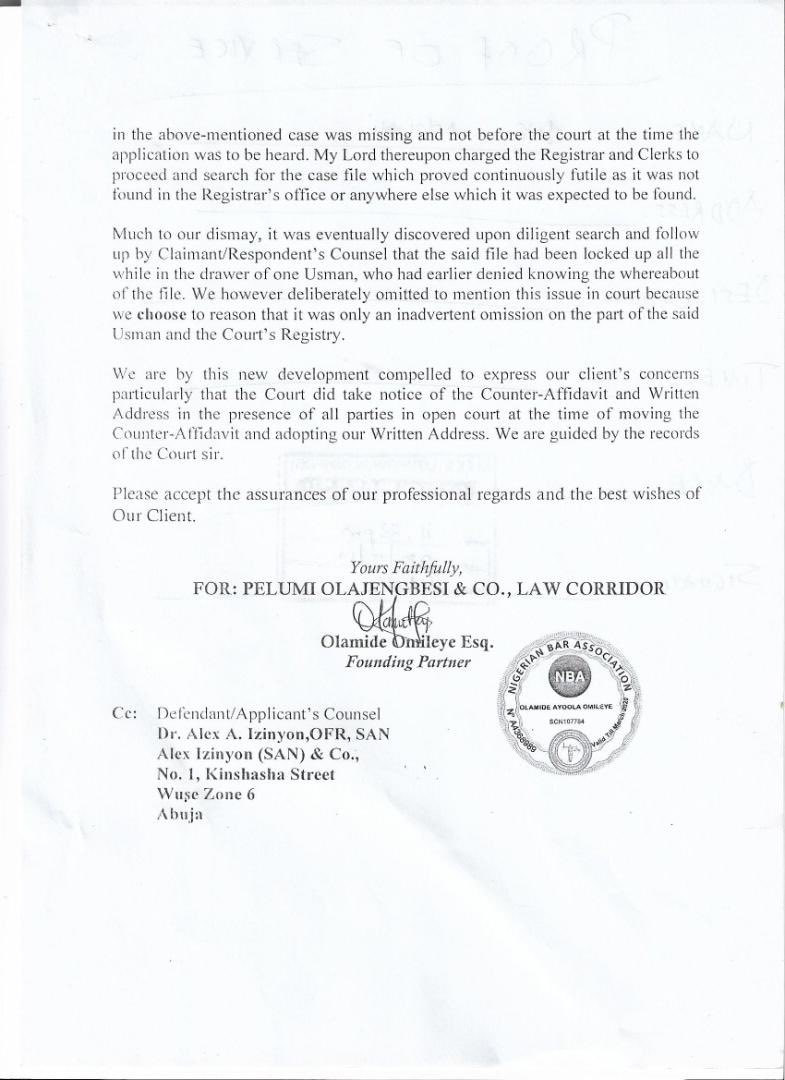 PROOF OF SERVICE
in the above-mentioned case was missing and not before the court at the time the
application was to be heard. My Lord thereupon charged the Registrar and Clerks to
proceed and search for the case file which proved continuously futile as it was not
found in the Registrar's office or anywhere else which it was expected to be found.
Much to our dismay, it was eventually discovered upon diligent search and follow
up by Claimant/Respondent's Counsel that the said file had been locked up all the
while in the drawer of one Usman, who had earlier denied knowing the whereabout
of the file. We however deliberately omitted to mention this issue in court because
we choose to reason that it was only an inadvertent omission on the part of the said
Usman and the Court's Registry.
We are by this new development compelled to express our client's concerns
particularly that the Court did take notice of the Counter-Affidavit and Written
Address in the presence of all parties in open court at the time of moving the
Counter-Affidavit and adopting our Written Address. We are guided by the records
of the Court sir.
Please accept the assurances of our professional regards and the best wishes of
Our Client.
Yours Faithfully,
FOR: PELUMI OLAJENGBESI & CO., LAW CORRIDOR
Olamide Omileye Esq.
Founding Partner
NIGERIAN BAR ASSOCIATION
NBA
OLAMIDE AYOOLA OMILEYE
SCN107784
Valid Till March
Cc: Defendant/Applicant's Counsel
Dr. Alex A. Izinyon,OFR, SAN
Alex Izinyon (SAN) & Co.,
No. 1, Kinshasha Street
Wuse Zone 6
Abuja